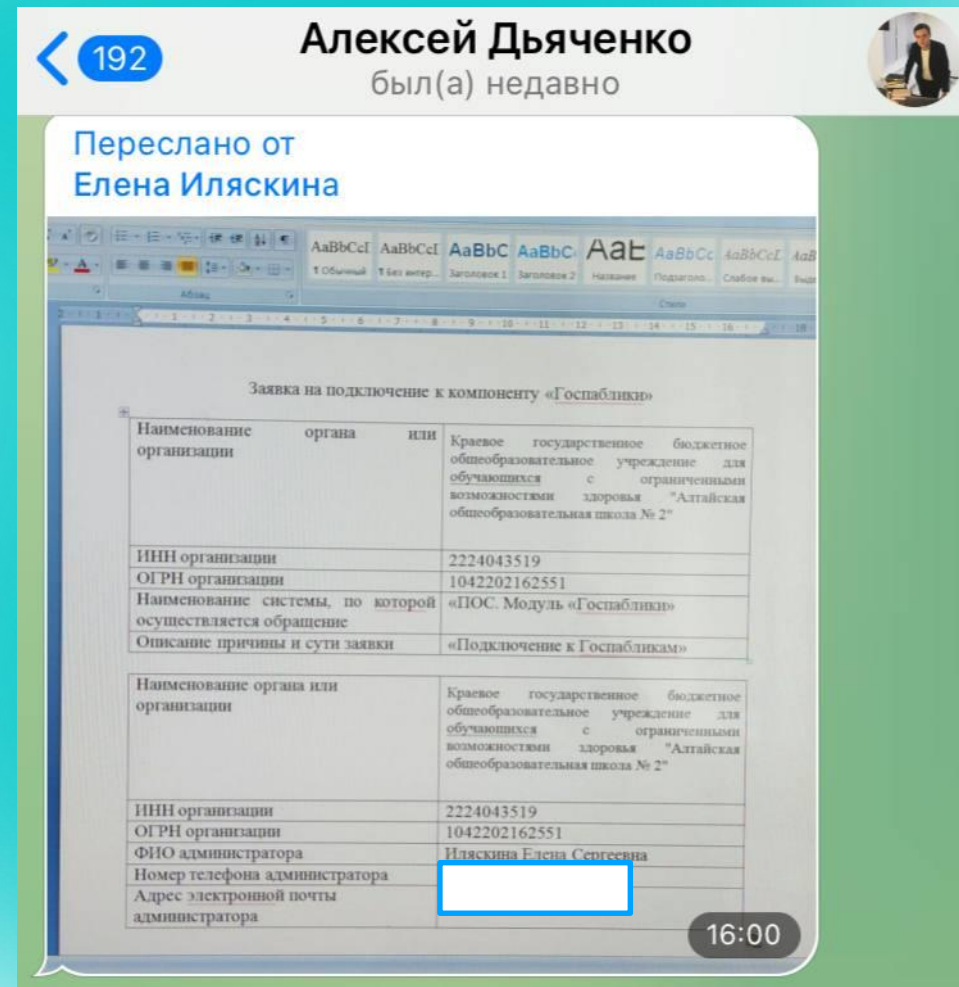 192
Алексей Дьяченко
был(а) недавно
Переслано от
Елена Иляскина
AaBbCcI AaBbCcI AaBbC AaBbC AaB AaBbCc AaBbCcL AaB
¶ Обычный ¶ Без интер... Заголовок 1 Заголовок 2 Название Подзаголо... Слабое вы...
Абзац
Стили
Заявка на подключение к компоненту «Госпаблики»
Наименование органа или
организации
Краевое государственное бюджетное
общеобразовательное учреждение для
обучающихся с ограниченными
возможностями здоровья "Алтайская
общеобразовательная школа № 2"
ИНН организации 2224043519
ОГРН организации 1042202162551
Наименование системы, по которой
осуществляется обращение
«ПОС. Модуль «Госпаблики»
Описание причины и сути заявки «Подключение к Госпабликам»
Наименование органа или
организации
Краевое государственное бюджетное
общеобразовательное учреждение для
обучающихся с ограниченными
возможностями здоровья "Алтайская
общеобразовательная школа № 2"
ИНН организации 2224043519
ОГРН организации 1042202162551
ФИО администратора Иляскина Елена Сергеевна
Номер телефона администратора
Адрес электронной почты
администратора
16:00